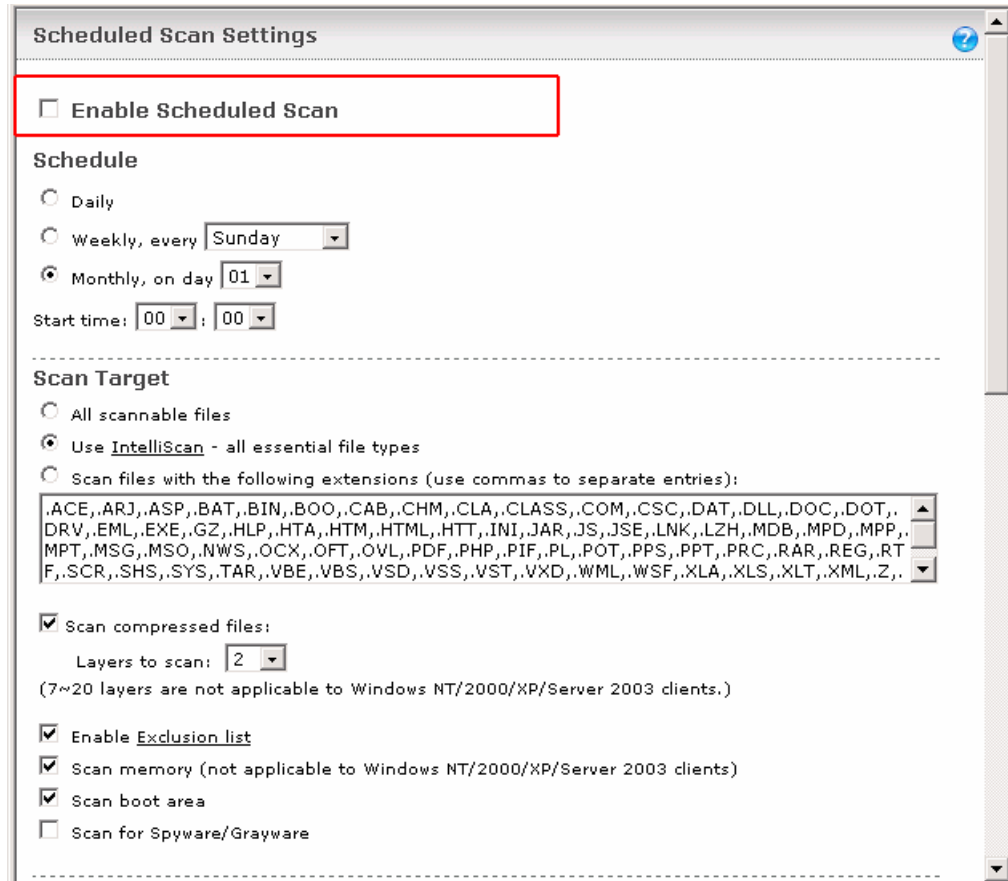 Scheduled Scan Settings
?
Enable Scheduled Scan
Schedule
Daily
Weekly, every Sunday
Monthly, on day 01
Start time: 00 : 00
Scan Target
All scannable files
Use IntelliScan - all essential file types
Scan files with the following extensions (use commas to separate entries):
.ACE,.ARJ,.ASP,.BAT,.BIN,.BOO,.CAB,.CHM,.CLA,.CLASS,.COM,.CSC,.DAT,.DLL,.DOC,.DOT,.
DRV,.EML,.EXE,.GZ,.HLP,.HTA,.HTM,.HTML,.HTT,.INI,.JAR,.JS,.JSE,.LNK,.LZH,.MDB,.MPD,.MPP,.
MPT,.MSG,.MSO,.NWS,.OCX,.OFT,.OVL,.PDF,.PHP,.PIF,.PL,.POT,.PPS,.PPT,.PRC,.RAR,.REG,.RT
F,.SCR,.SHS,.SYS,.TAR,.VBE,.VBS,.VSD,.VSS,.VST,.VXD,.WML,.WSF,.XLA,.XLS,.XLT,.XML,.Z,.
Scan compressed files:
Layers to scan: 2
(7~20 layers are not applicable to Windows NT/2000/XP/Server 2003 clients.)
Enable Exclusion list
Scan memory (not applicable to Windows NT/2000/XP/Server 2003 clients)
Scan boot area
Scan for Spyware/Grayware